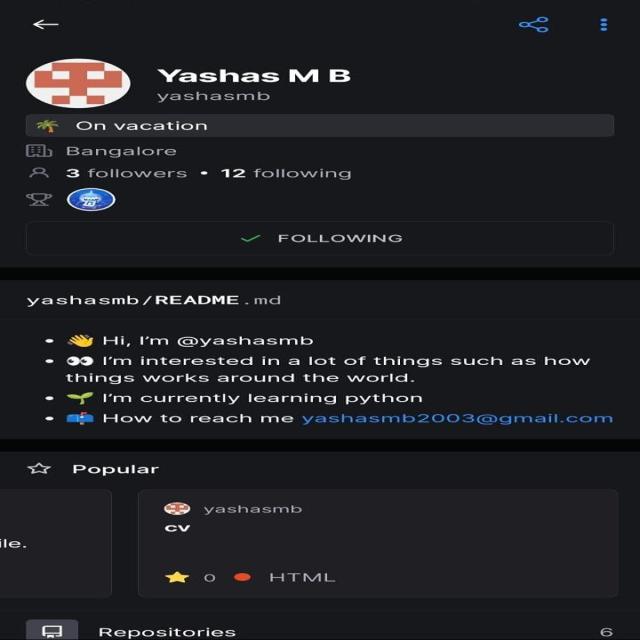 Yashas M B
yashasmb
On vacation
Bangalore
3 followers • 12 following
FOLLOWING
yashasmb/README.md
• 👋 Hi, I'm @yashasmb
• 👀 I'm interested in a lot of things such as how
things works around the world.
• 🌱 I'm currently learning python
• 📫 How to reach me yashasmb2003@gmail.com
Popular
ile.
yashasmb
cv
0 HTML
Repositories 6